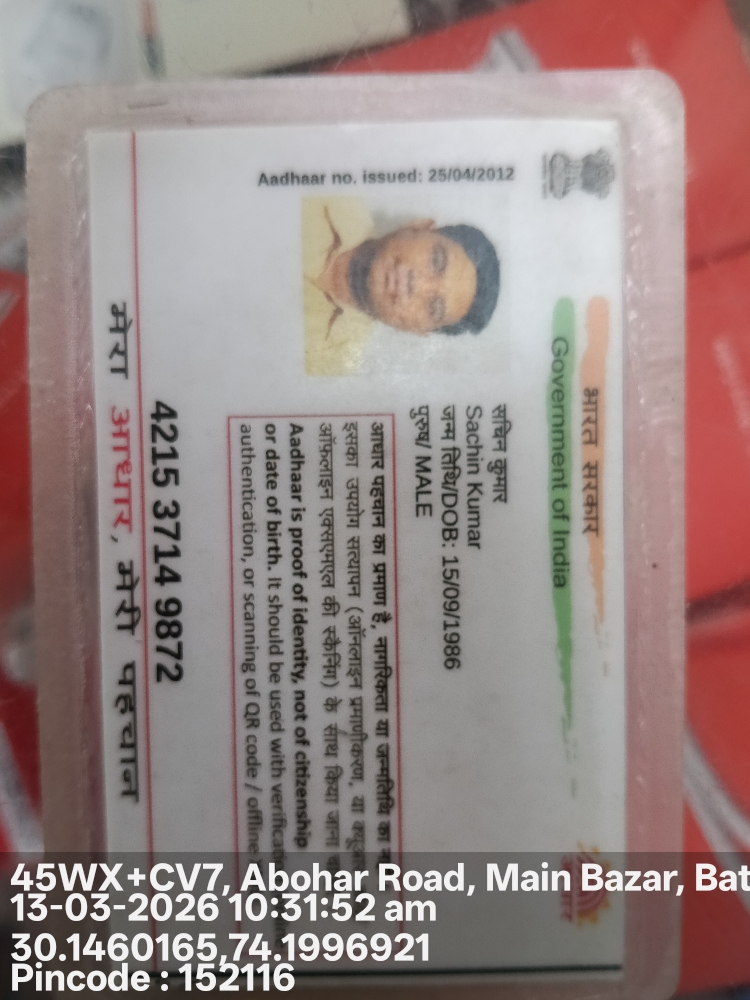 भारत सरकार
Government of India
Aadhaar no. issued: 25/04/2012
सचिन कुमार
Sachin Kumar
जन्म तिथि/DOB: 15/09/1986
पुरुष/ MALE
आधार पहचान का प्रमाण है, नागरिकता या जन्मतिथि का
इसका उपयोग सत्यापन (ऑनलाइन प्रमाणीकरण, या
ऑफ़लाइन एक्सएमएल की स्कैनिंग) के साथ किया जाना
Aadhaar is proof of identity, not of citizenship
or date of birth. It should be used with
authentication, or scanning of QR code / offline
4215 3714 9872
मेरा आधार, मेरी पहचान
45WX+CV7, Abohar Road, Main Bazar, Bat
13-03-2026 10:31:52 am
30.1460165,74.1996921
Pincode : 152116